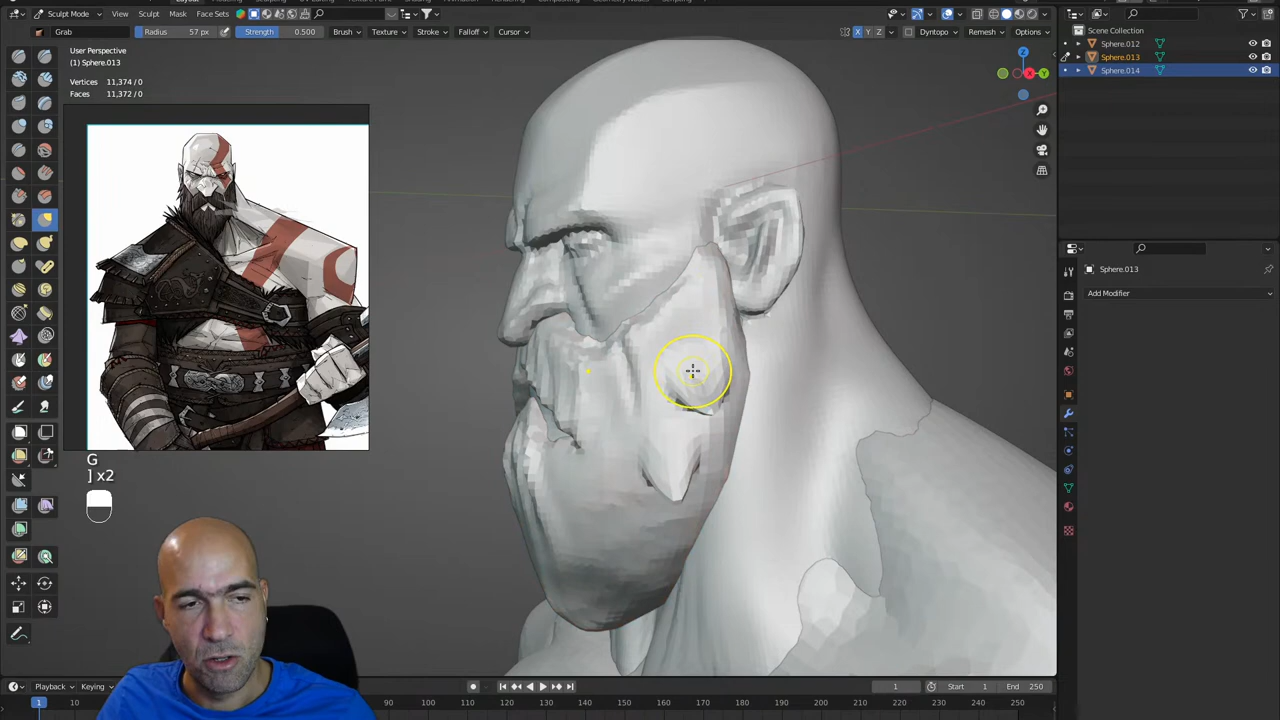 Sculpt Mode View Sculpt Mask Face Sets
Grab Radius 57 px Strength 0.500 Brush Texture Stroke Falloff Cursor X Y Z Dyntopo Remesh Options
User Perspective
(1) Sphere.013
Vertices 11,374 / 0
Faces 11,372 / 0
Z
X
Y
G
] x2
Scene Collection
Sphere.012
Sphere.013
Sphere.014
Sphere.013
Add Modifier
Playback Keying 1 Start 1 End 250
1 10 120 130 140 150 160 170 180 190 200 210 220 230 240 250